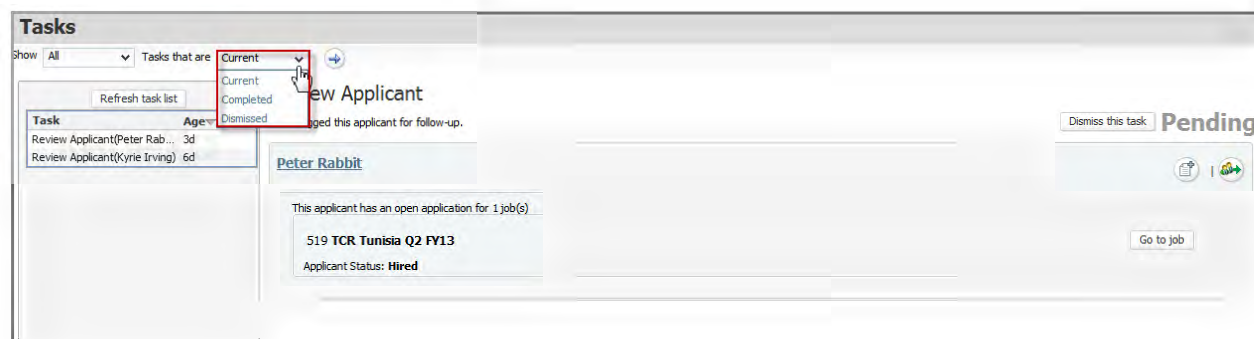 Tasks
Show All Tasks that are Current
Current
Completed
Dismissed
Refresh task list
Task Age
Review Applicant(Peter Rab... 3d
Review Applicant(Kyrie Irving) 6d
Applicant
this applicant for follow-up.
Dismiss this task Pending
Peter Rabbit
This applicant has an open application for 1 job(s)
519 TCR Tunisia Q2 FY13
Go to job
Applicant Status: Hired